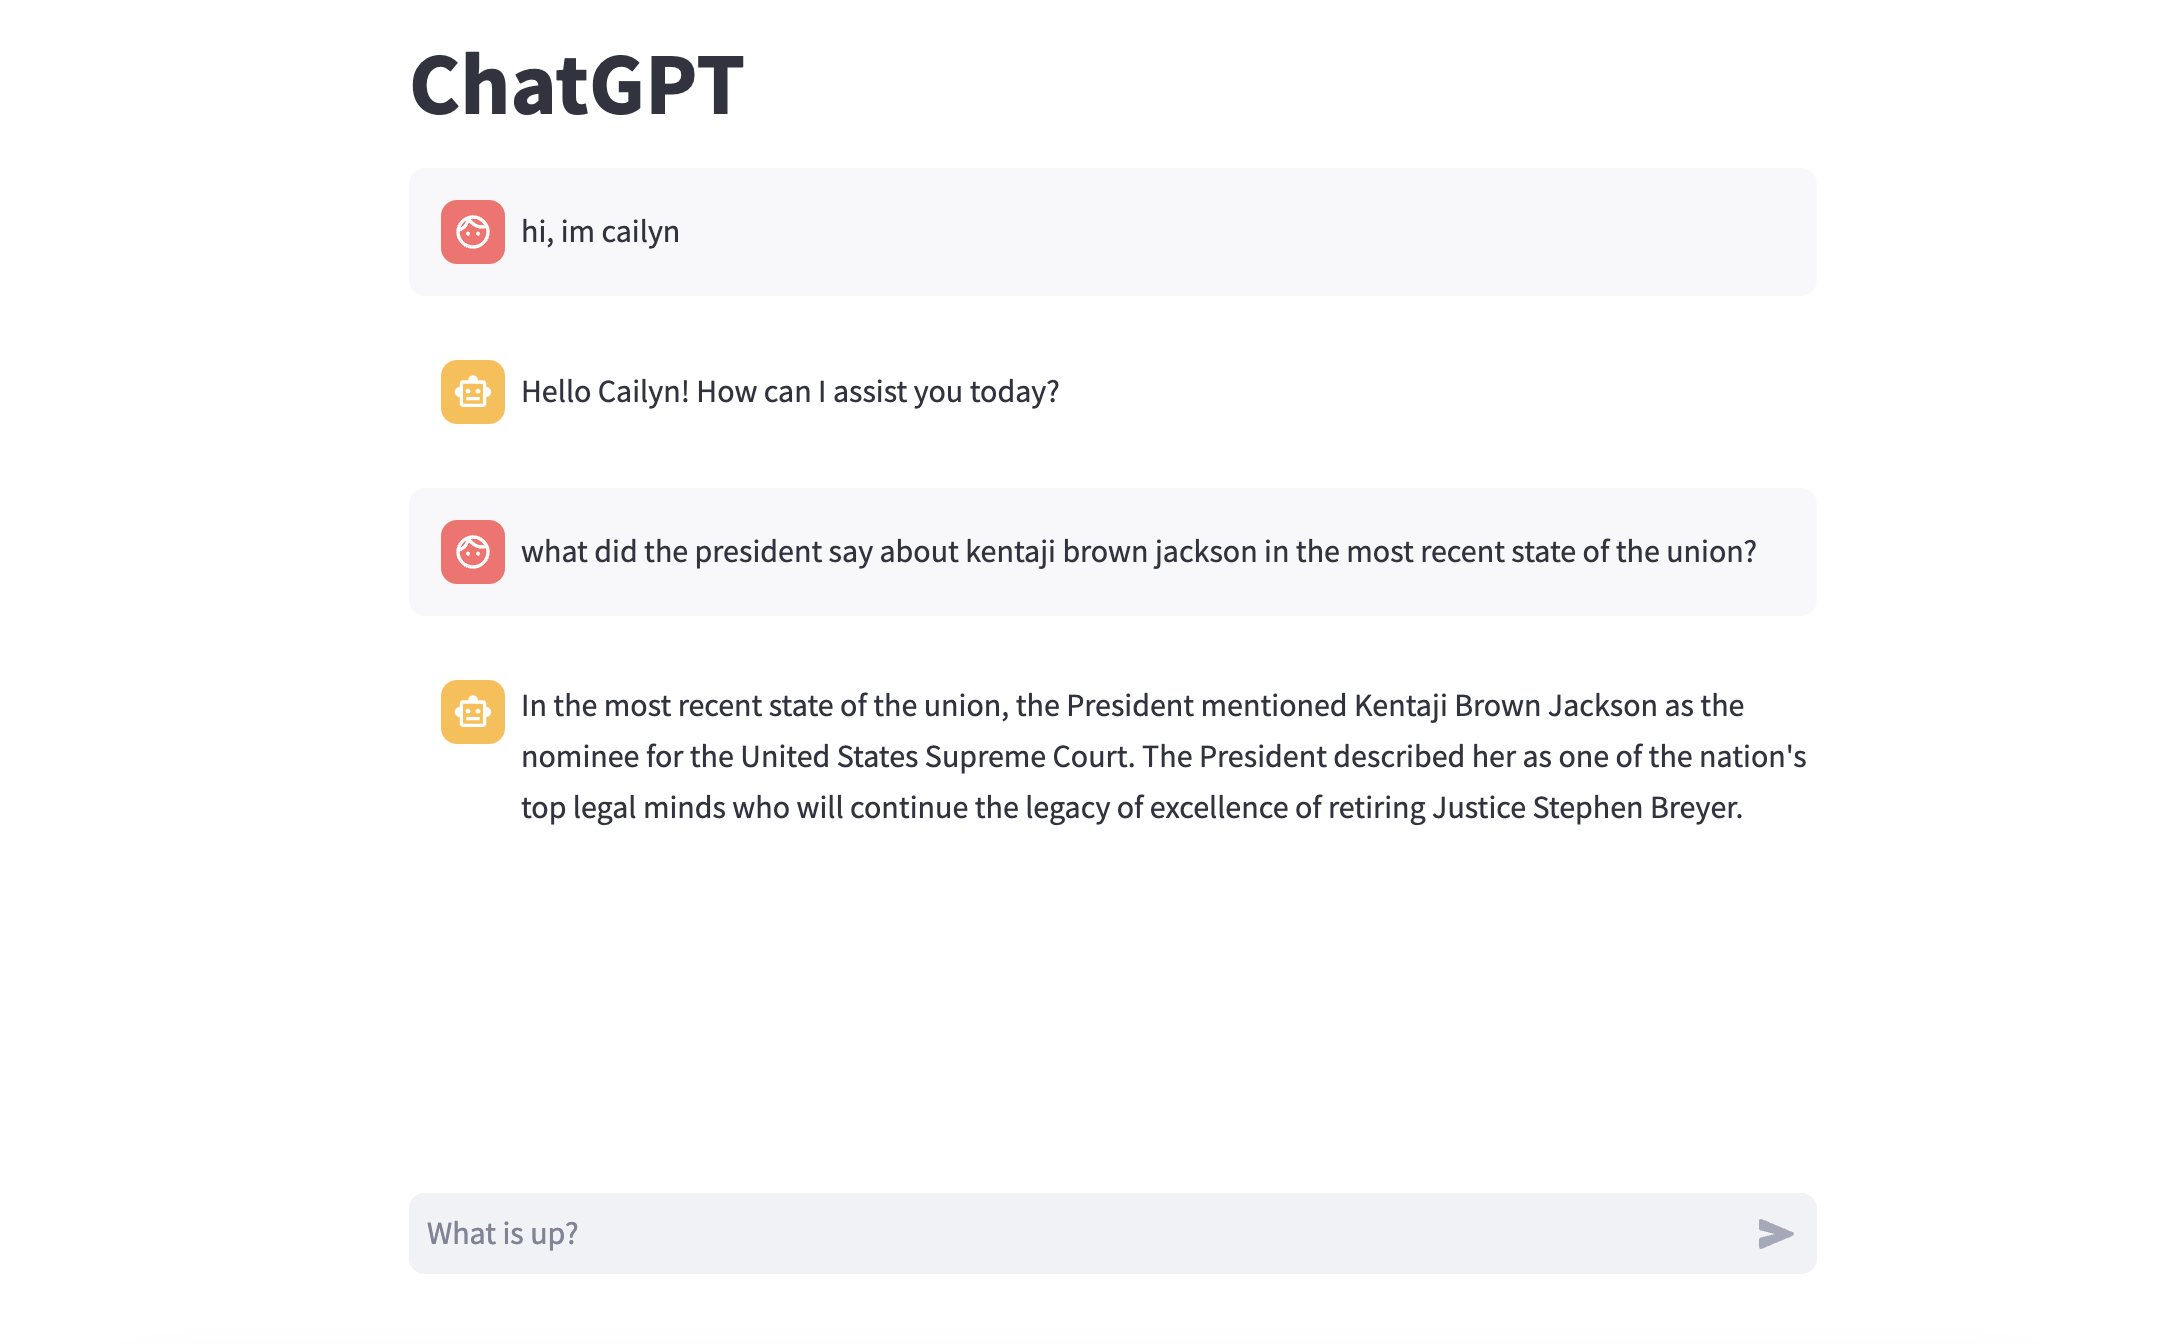 ChatGPT
hi, im cailyn
Hello Cailyn! How can I assist you today?
what did the president say about kentaji brown jackson in the most recent state of the union?
In the most recent state of the union, the President mentioned Kentaji Brown Jackson as the
nominee for the United States Supreme Court. The President described her as one of the nation's
top legal minds who will continue the legacy of excellence of retiring Justice Stephen Breyer.
What is up?